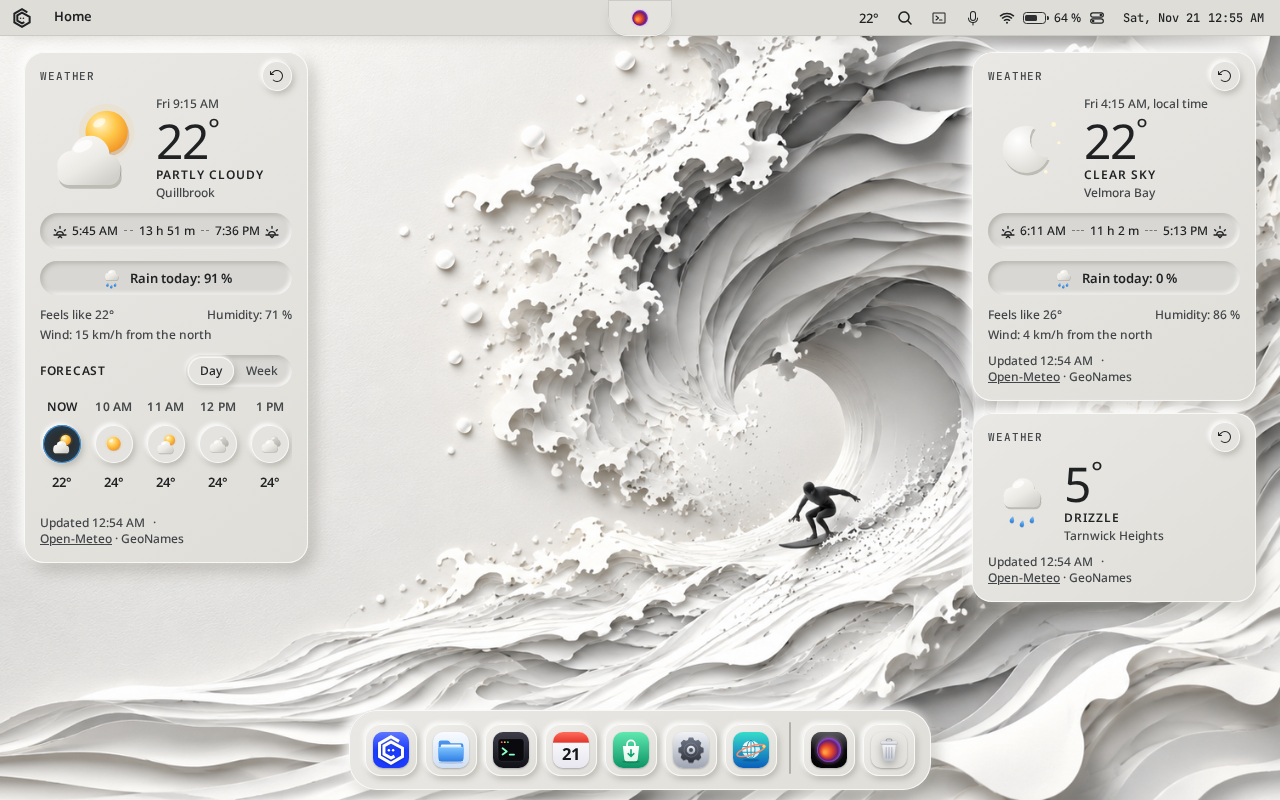 Home
22°
64 %
Sat, Nov 21 12:55 AM
WEATHER
Fri 9:15 AM
22°
PARTLY CLOUDY
Quillbrook
5:45 AM -- 13 h 51 m -- 7:36 PM
Rain today: 91 %
Feels like 22° Humidity: 71 %
Wind: 15 km/h from the north
FORECAST Day Week
NOW 10 AM 11 AM 12 PM 1 PM
22° 24° 24° 24° 24°
Updated 12:54 AM ·
Open-Meteo · GeoNames
WEATHER
Fri 4:15 AM, local time
22°
CLEAR SKY
Velmora Bay
6:11 AM --- 11 h 2 m --- 5:13 PM
Rain today: 0 %
Feels like 26° Humidity: 86 %
Wind: 4 km/h from the north
Updated 12:54 AM ·
Open-Meteo · GeoNames
WEATHER
5°
DRIZZLE
Tarnwick Heights
Updated 12:54 AM ·
Open-Meteo · GeoNames
21